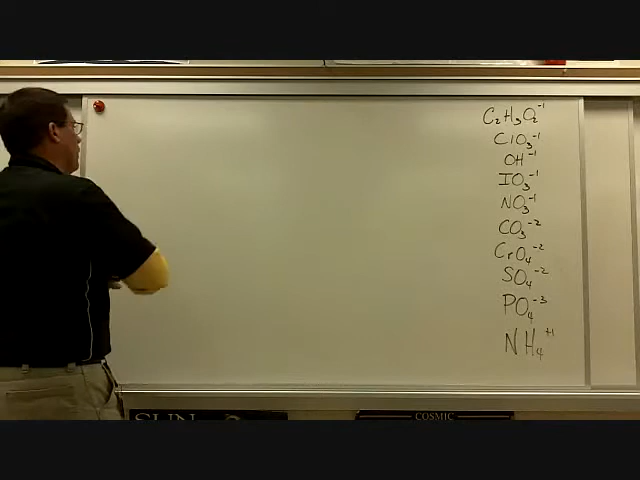 C₂H₃O₂⁻¹
ClO₃⁻¹
OH⁻¹
IO₃⁻¹
NO₃⁻¹
CO₃⁻²
CrO₄⁻²
SO₄⁻²
PO₄⁻³
NH₄⁺¹
SUN
COSMIC